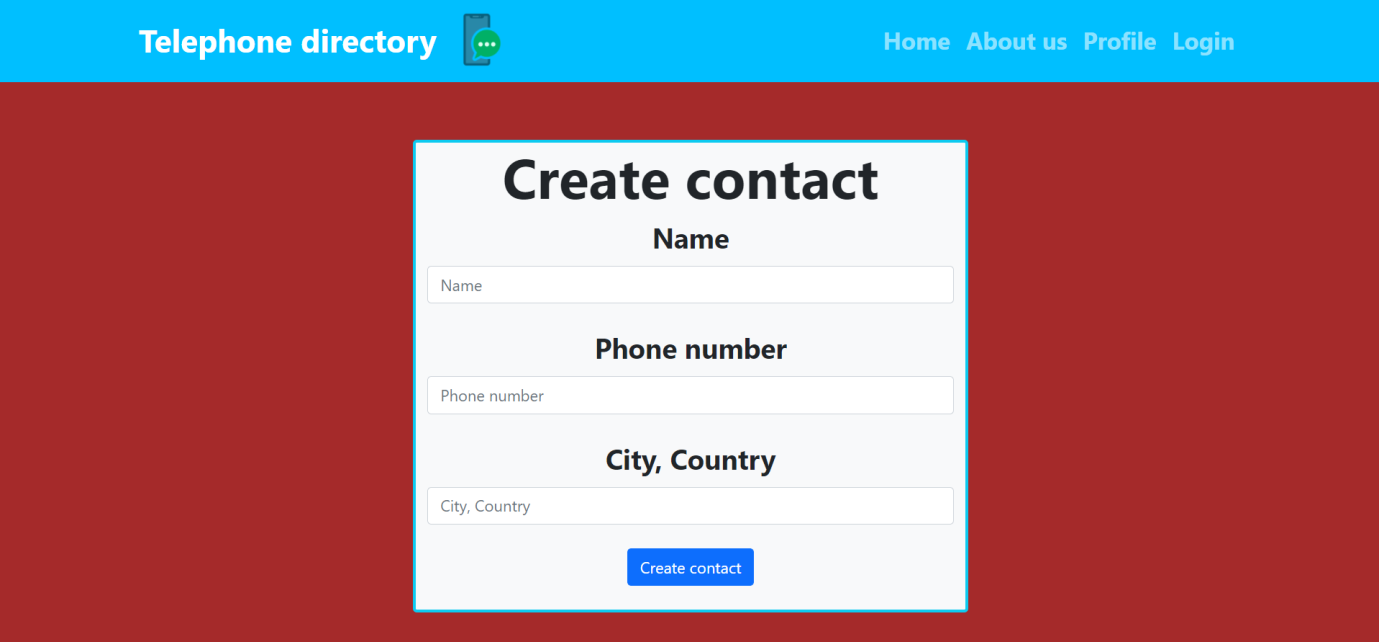 Telephone directory
Home About us Profile Login
Create contact
Name
Name
Phone number
Phone number
City, Country
City, Country
Create contact